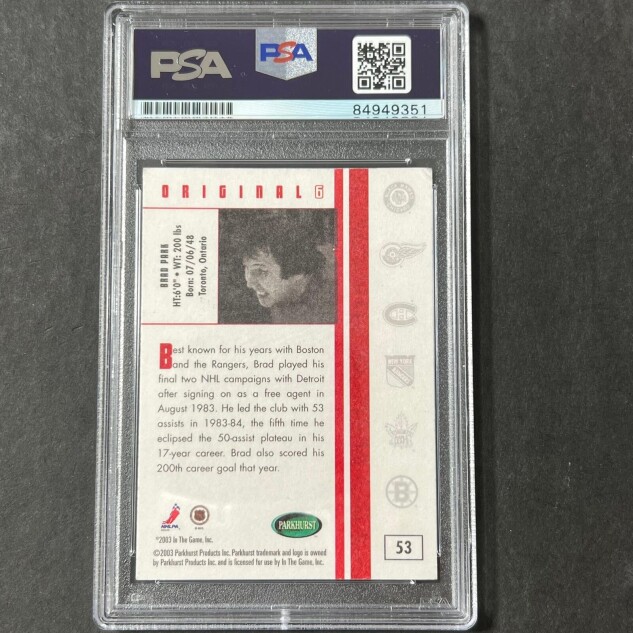 PSA
PSA
84949351
ORIGINAL 6
BRAD PARK
HT:6'0" • WT: 200 lbs
Born: 07/06/48
Toronto, Ontario
Best known for his years with Boston
and the Rangers, Brad played his
final two NHL campaigns with Detroit
after signing on as a free agent in
August 1983. He led the club with 53
assists in 1983-84, the fifth time he
eclipsed the 50-assist plateau in his
17-year career. Brad also scored his
200th career goal that year.
NEW YORK
NHLPA
PARKHURST
©2003 In The Game, Inc.
©2003 Parkhurst Products Inc. Parkhurst trademark and logo is owned
by Parkhurst Products Inc. and is licensed for use by In The Game, Inc.
53